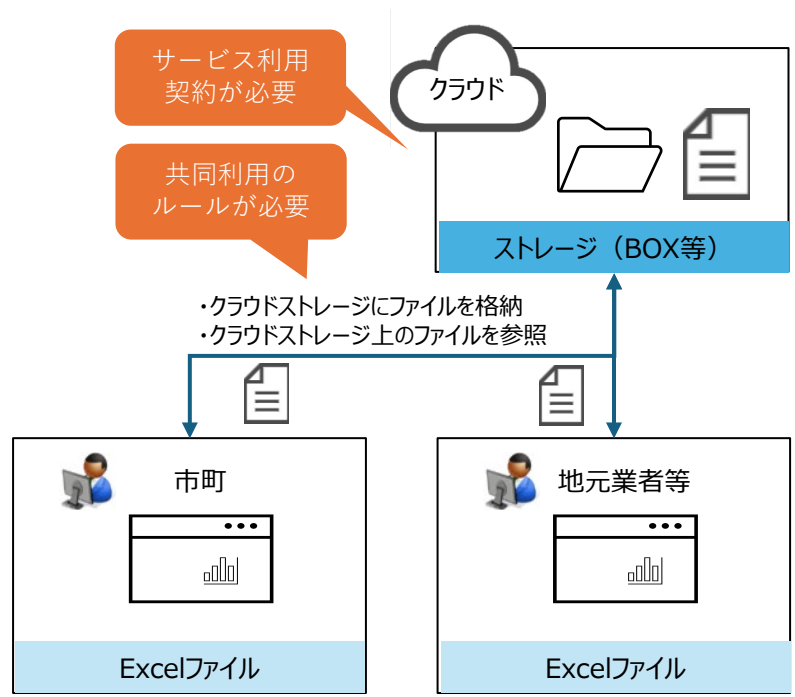 サービス利用
契約が必要
クラウド
共同利用の
ルールが必要
ストレージ（BOX等）
・クラウドストレージにファイルを格納
・クラウドストレージ上のファイルを参照
市町
地元業者等
Excelファイル
Excelファイル